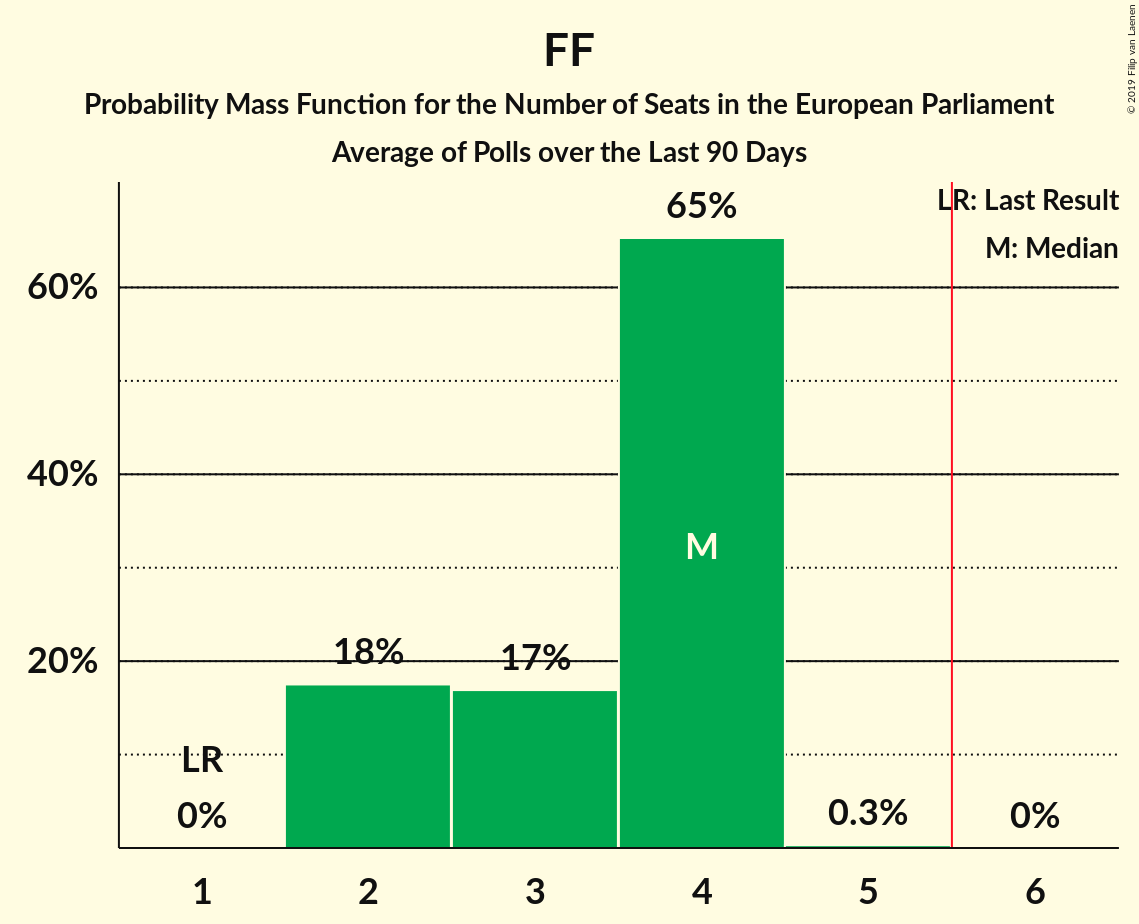 FF
Probability Mass Function for the Number of Seats in the European Parliament
Average of Polls over the Last 90 Days
© 2019 Filip van Laenen
LR: Last Result
M: Median
65%
60%
40%
M
20%
18%
17%
LR
0%
0.3%
0%
1 2 3 4 5 6